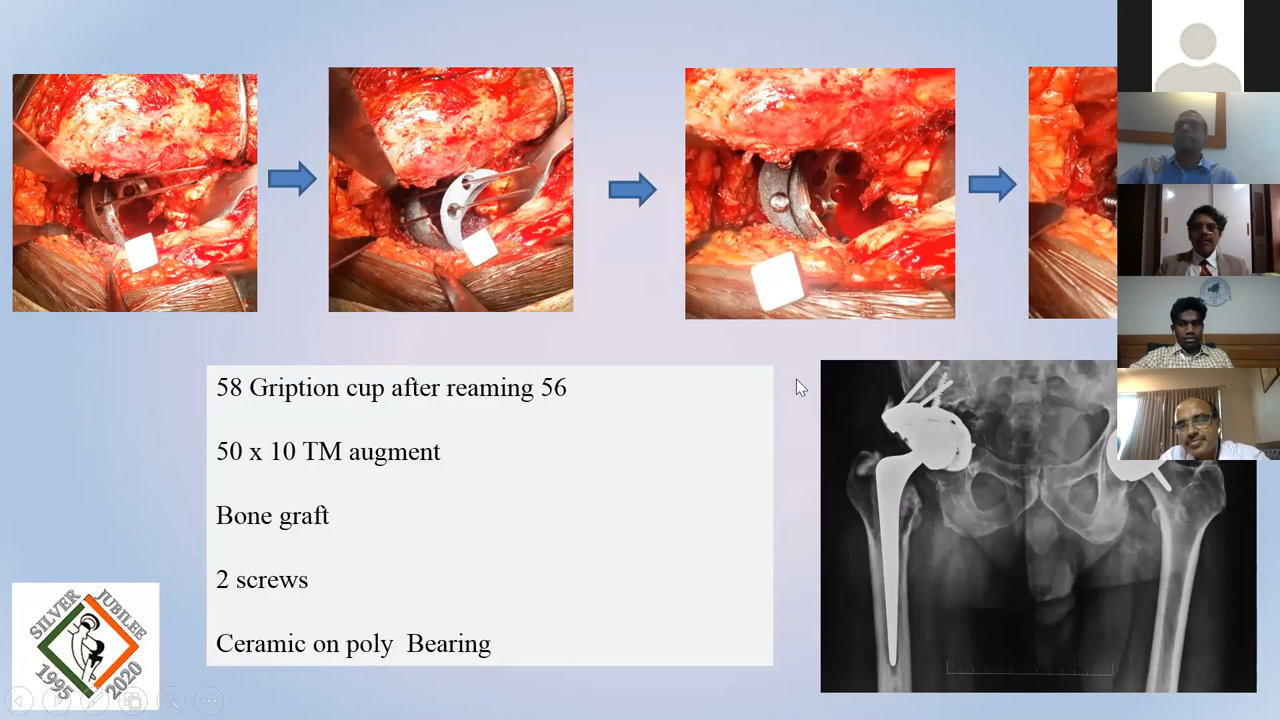 58 Gription cup after reaming 56
50 x 10 TM augment
Bone graft
2 screws
Ceramic on poly  Bearing
SILVER
JUBILEE
1995
2020